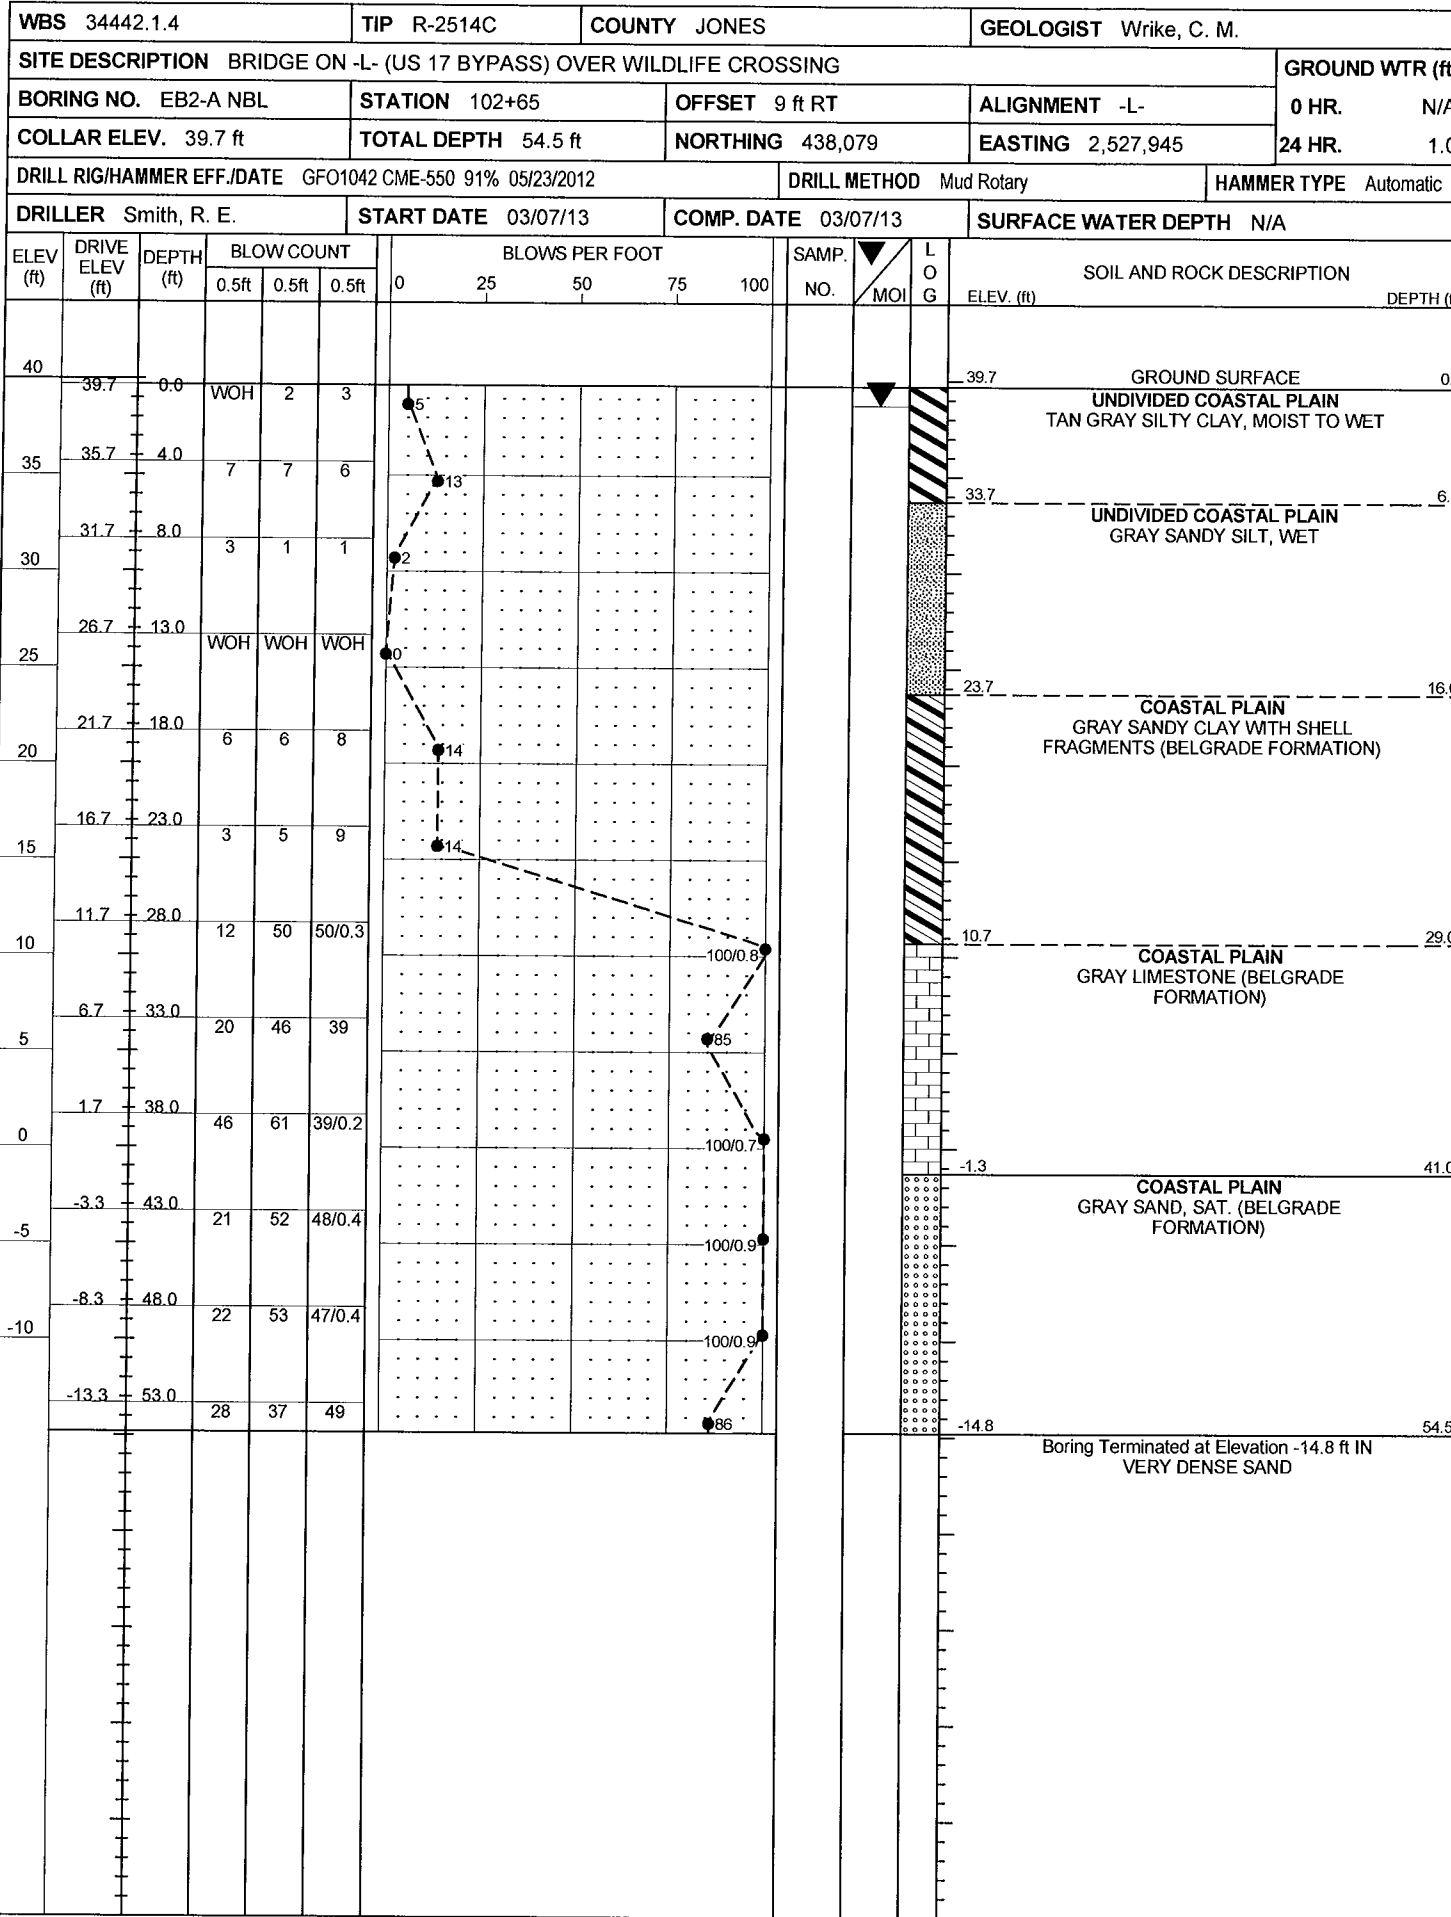 WBS 34442.1.4 TIP R-2514C COUNTY JONES GEOLOGIST Wrike, C. M.
SITE DESCRIPTION BRIDGE ON -L- (US 17 BYPASS) OVER WILDLIFE CROSSING GROUND WTR (ft
BORING NO. EB2-A NBL STATION 102+65 OFFSET 9 ft RT ALIGNMENT -L- 0 HR. N/A
COLLAR ELEV. 39.7 ft TOTAL DEPTH 54.5 ft NORTHING 438,079 EASTING 2,527,945 24 HR. 1.0
DRILL RIG/HAMMER EFF./DATE GFO1042 CME-550 91% 05/23/2012 DRILL METHOD Mud Rotary HAMMER TYPE Automatic
DRILLER Smith, R. E. START DATE 03/07/13 COMP. DATE 03/07/13 SURFACE WATER DEPTH N/A
ELEV (ft) DRIVE ELEV (ft) DEPTH (ft) BLOW COUNT BLOWS PER FOOT SAMP. NO. MOI LOG SOIL AND ROCK DESCRIPTION
0.5ft 0.5ft 0.5ft 0 25 50 75 100 ELEV. (ft) DEPTH (f
40
39.7 0.0 WOH 2 3 5
39.7 GROUND SURFACE 0.
UNDIVIDED COASTAL PLAIN
TAN GRAY SILTY CLAY, MOIST TO WET
35
35.7 4.0 7 7 6 13
33.7 6.
UNDIVIDED COASTAL PLAIN
GRAY SANDY SILT, WET
31.7 8.0 3 1 1 2
30
26.7 13.0 WOH WOH WOH 0
25
23.7 16.0
COASTAL PLAIN
GRAY SANDY CLAY WITH SHELL
FRAGMENTS (BELGRADE FORMATION)
21.7 18.0 6 6 8 14
20
16.7 23.0 3 5 9 14
15
11.7 28.0 12 50 50/0.3 100/0.8
10
10.7 29.0
COASTAL PLAIN
GRAY LIMESTONE (BELGRADE
FORMATION)
6.7 33.0 20 46 39 85
5
1.7 38.0 46 61 39/0.2 100/0.7
0
-1.3 41.0
COASTAL PLAIN
GRAY SAND, SAT. (BELGRADE
FORMATION)
-3.3 43.0 21 52 48/0.4 100/0.9
-5
-8.3 48.0 22 53 47/0.4 100/0.9
-10
-13.3 53.0 28 37 49 86
-14.8 54.5
Boring Terminated at Elevation -14.8 ft IN
VERY DENSE SAND